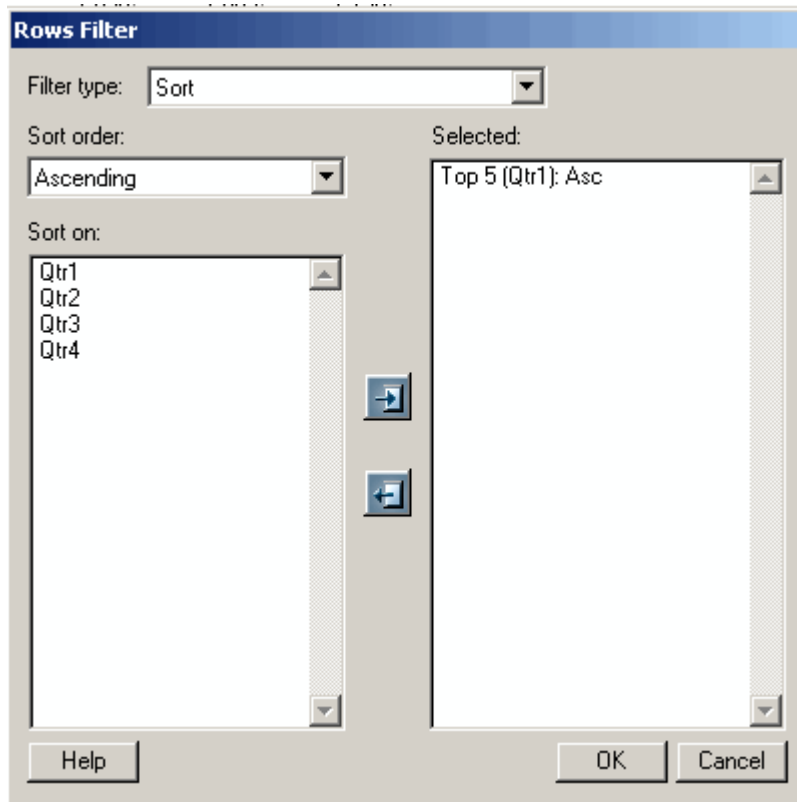 Rows Filter
Filter type: Sort
Sort order:
Ascending
Sort on:
Qtr1
Qtr2
Qtr3
Qtr4
Selected:
Top 5 (Qtr1): Asc
Help
OK
Cancel